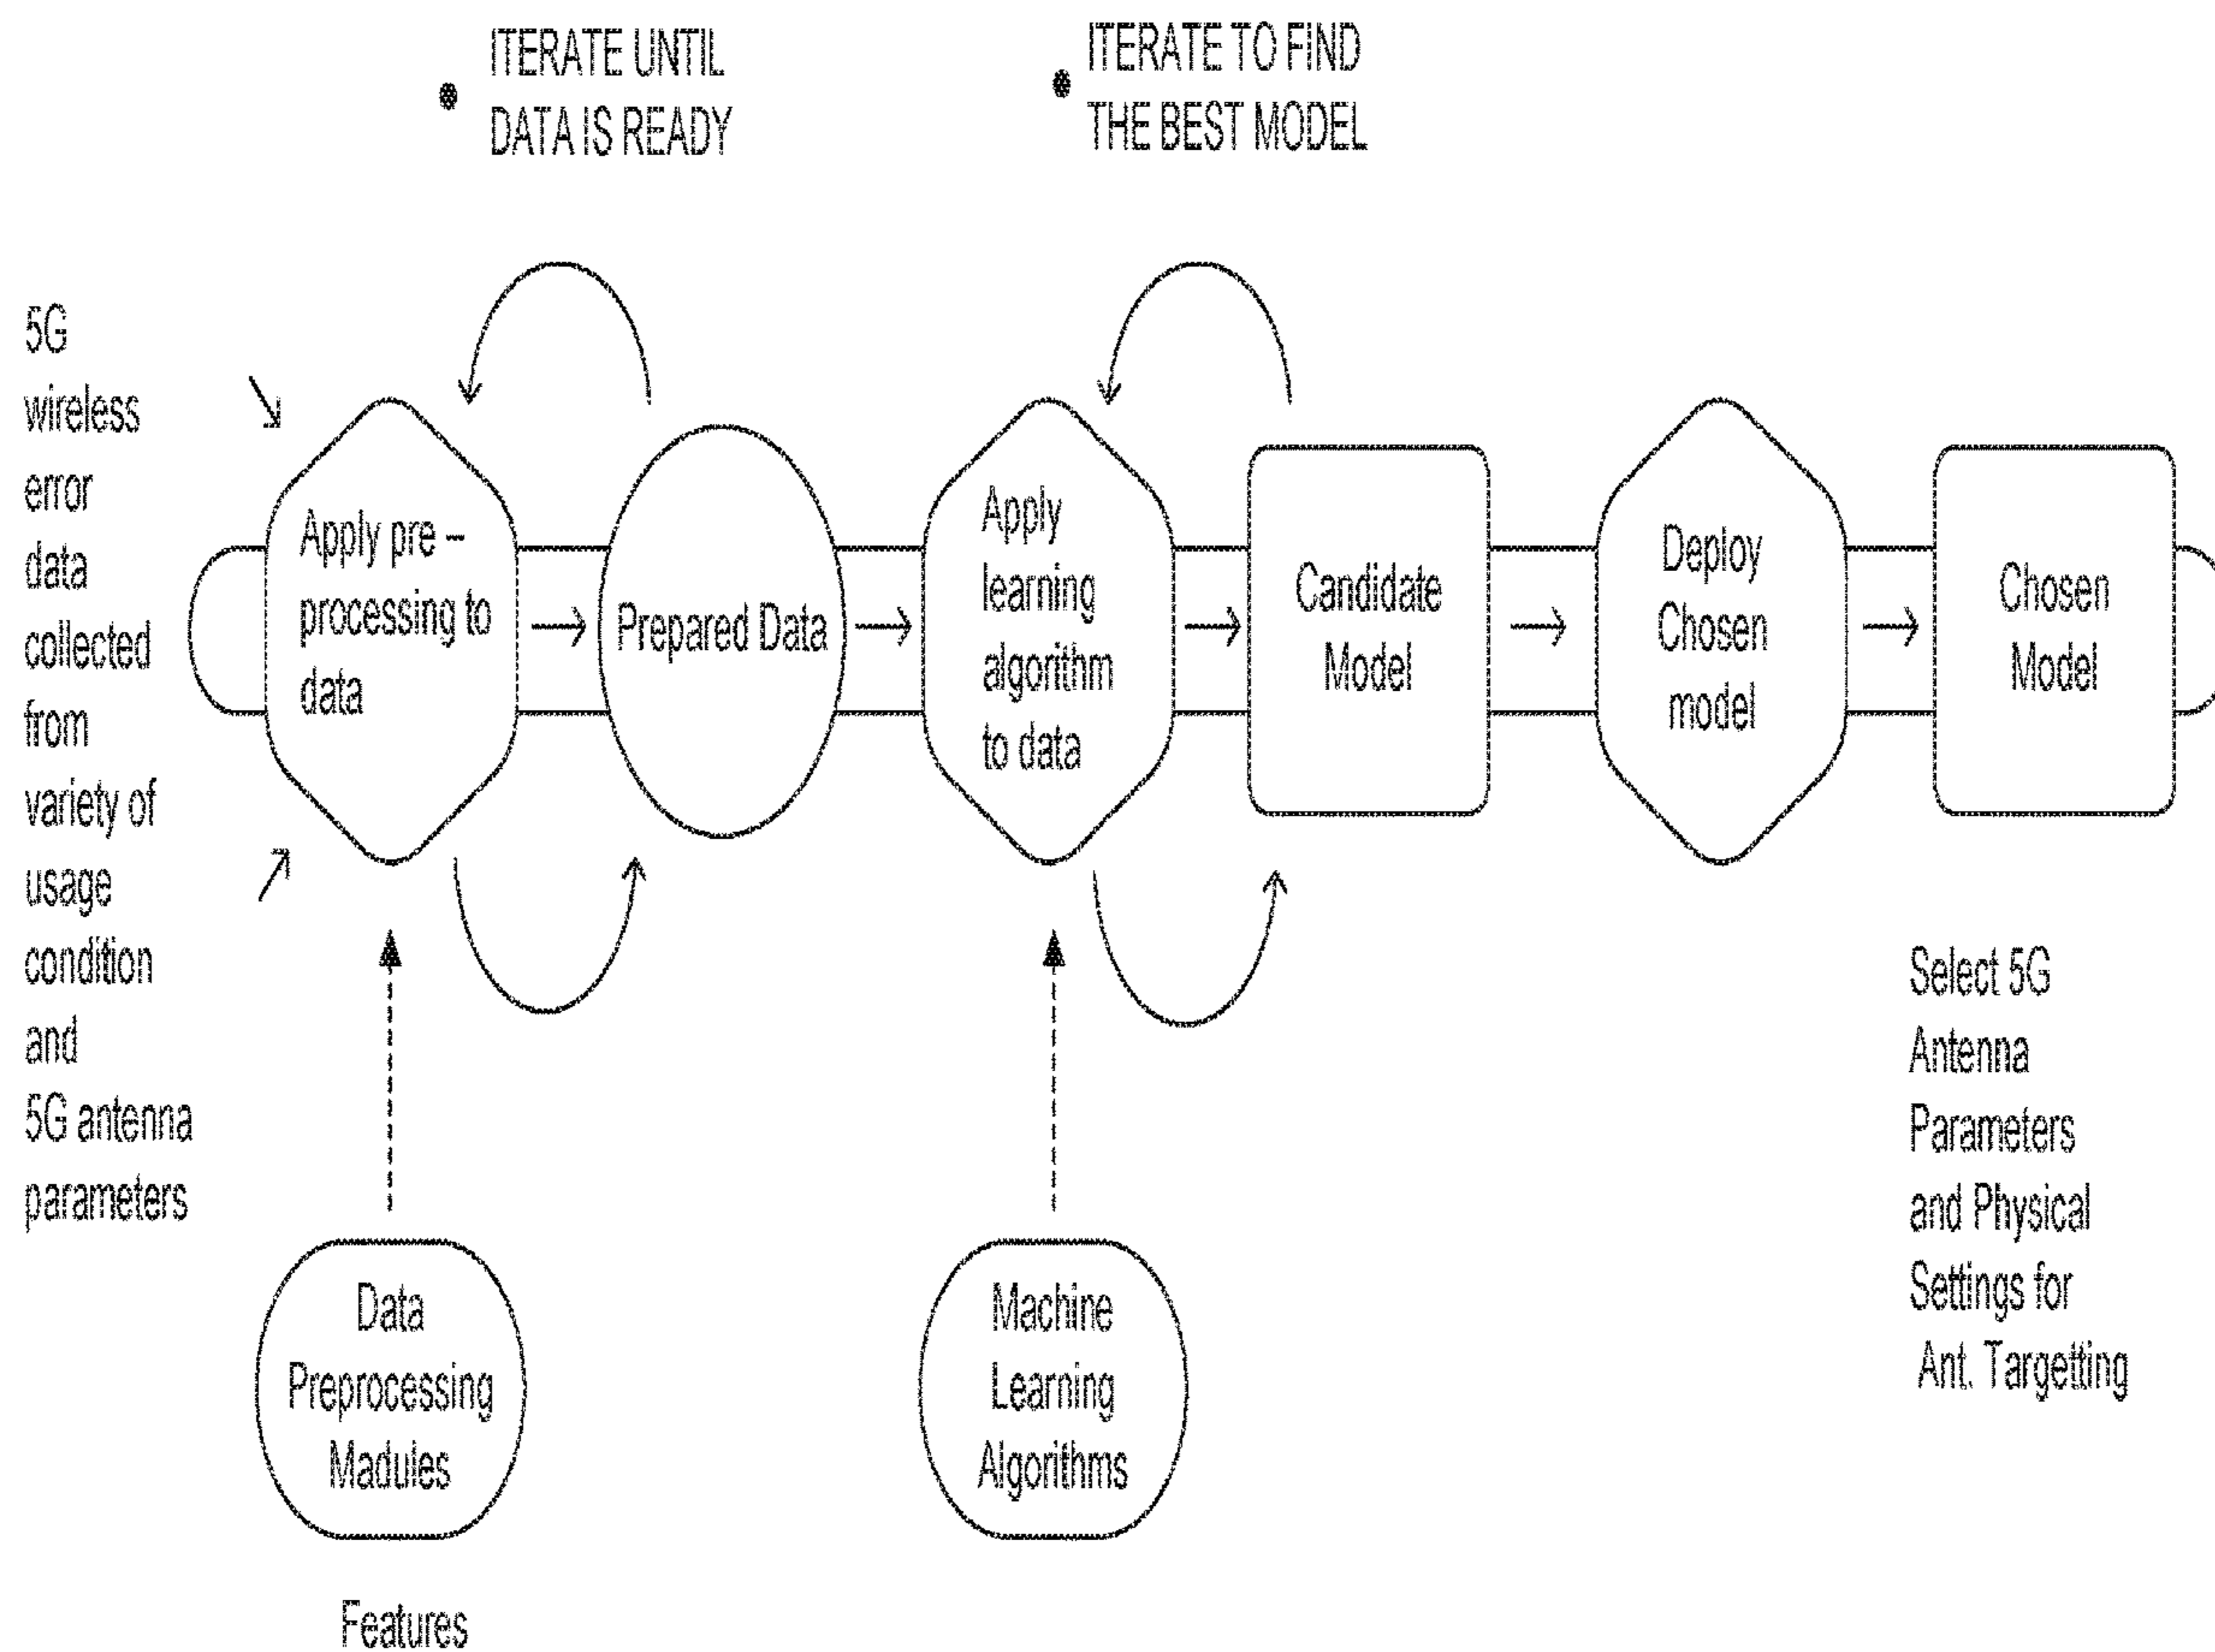 ITERATE UNTIL
DATA IS READY
ITERATE TO FIND
THE BEST MODEL
5G
wireless
error
data
collected
from
variety of
usage
condition
and
5G antenna
parameters
Apply pre –
processing to
data
Prepared Data
Apply
learning
algorithm
to data
Candidate
Model
Deploy
Chosen
model
Chosen
Model
Select 5G
Antenna
Parameters
and Physical
Settings for
Ant. Targetting
Data
Preprocessing
Madules
Machine
Learning
Algorithms
Features